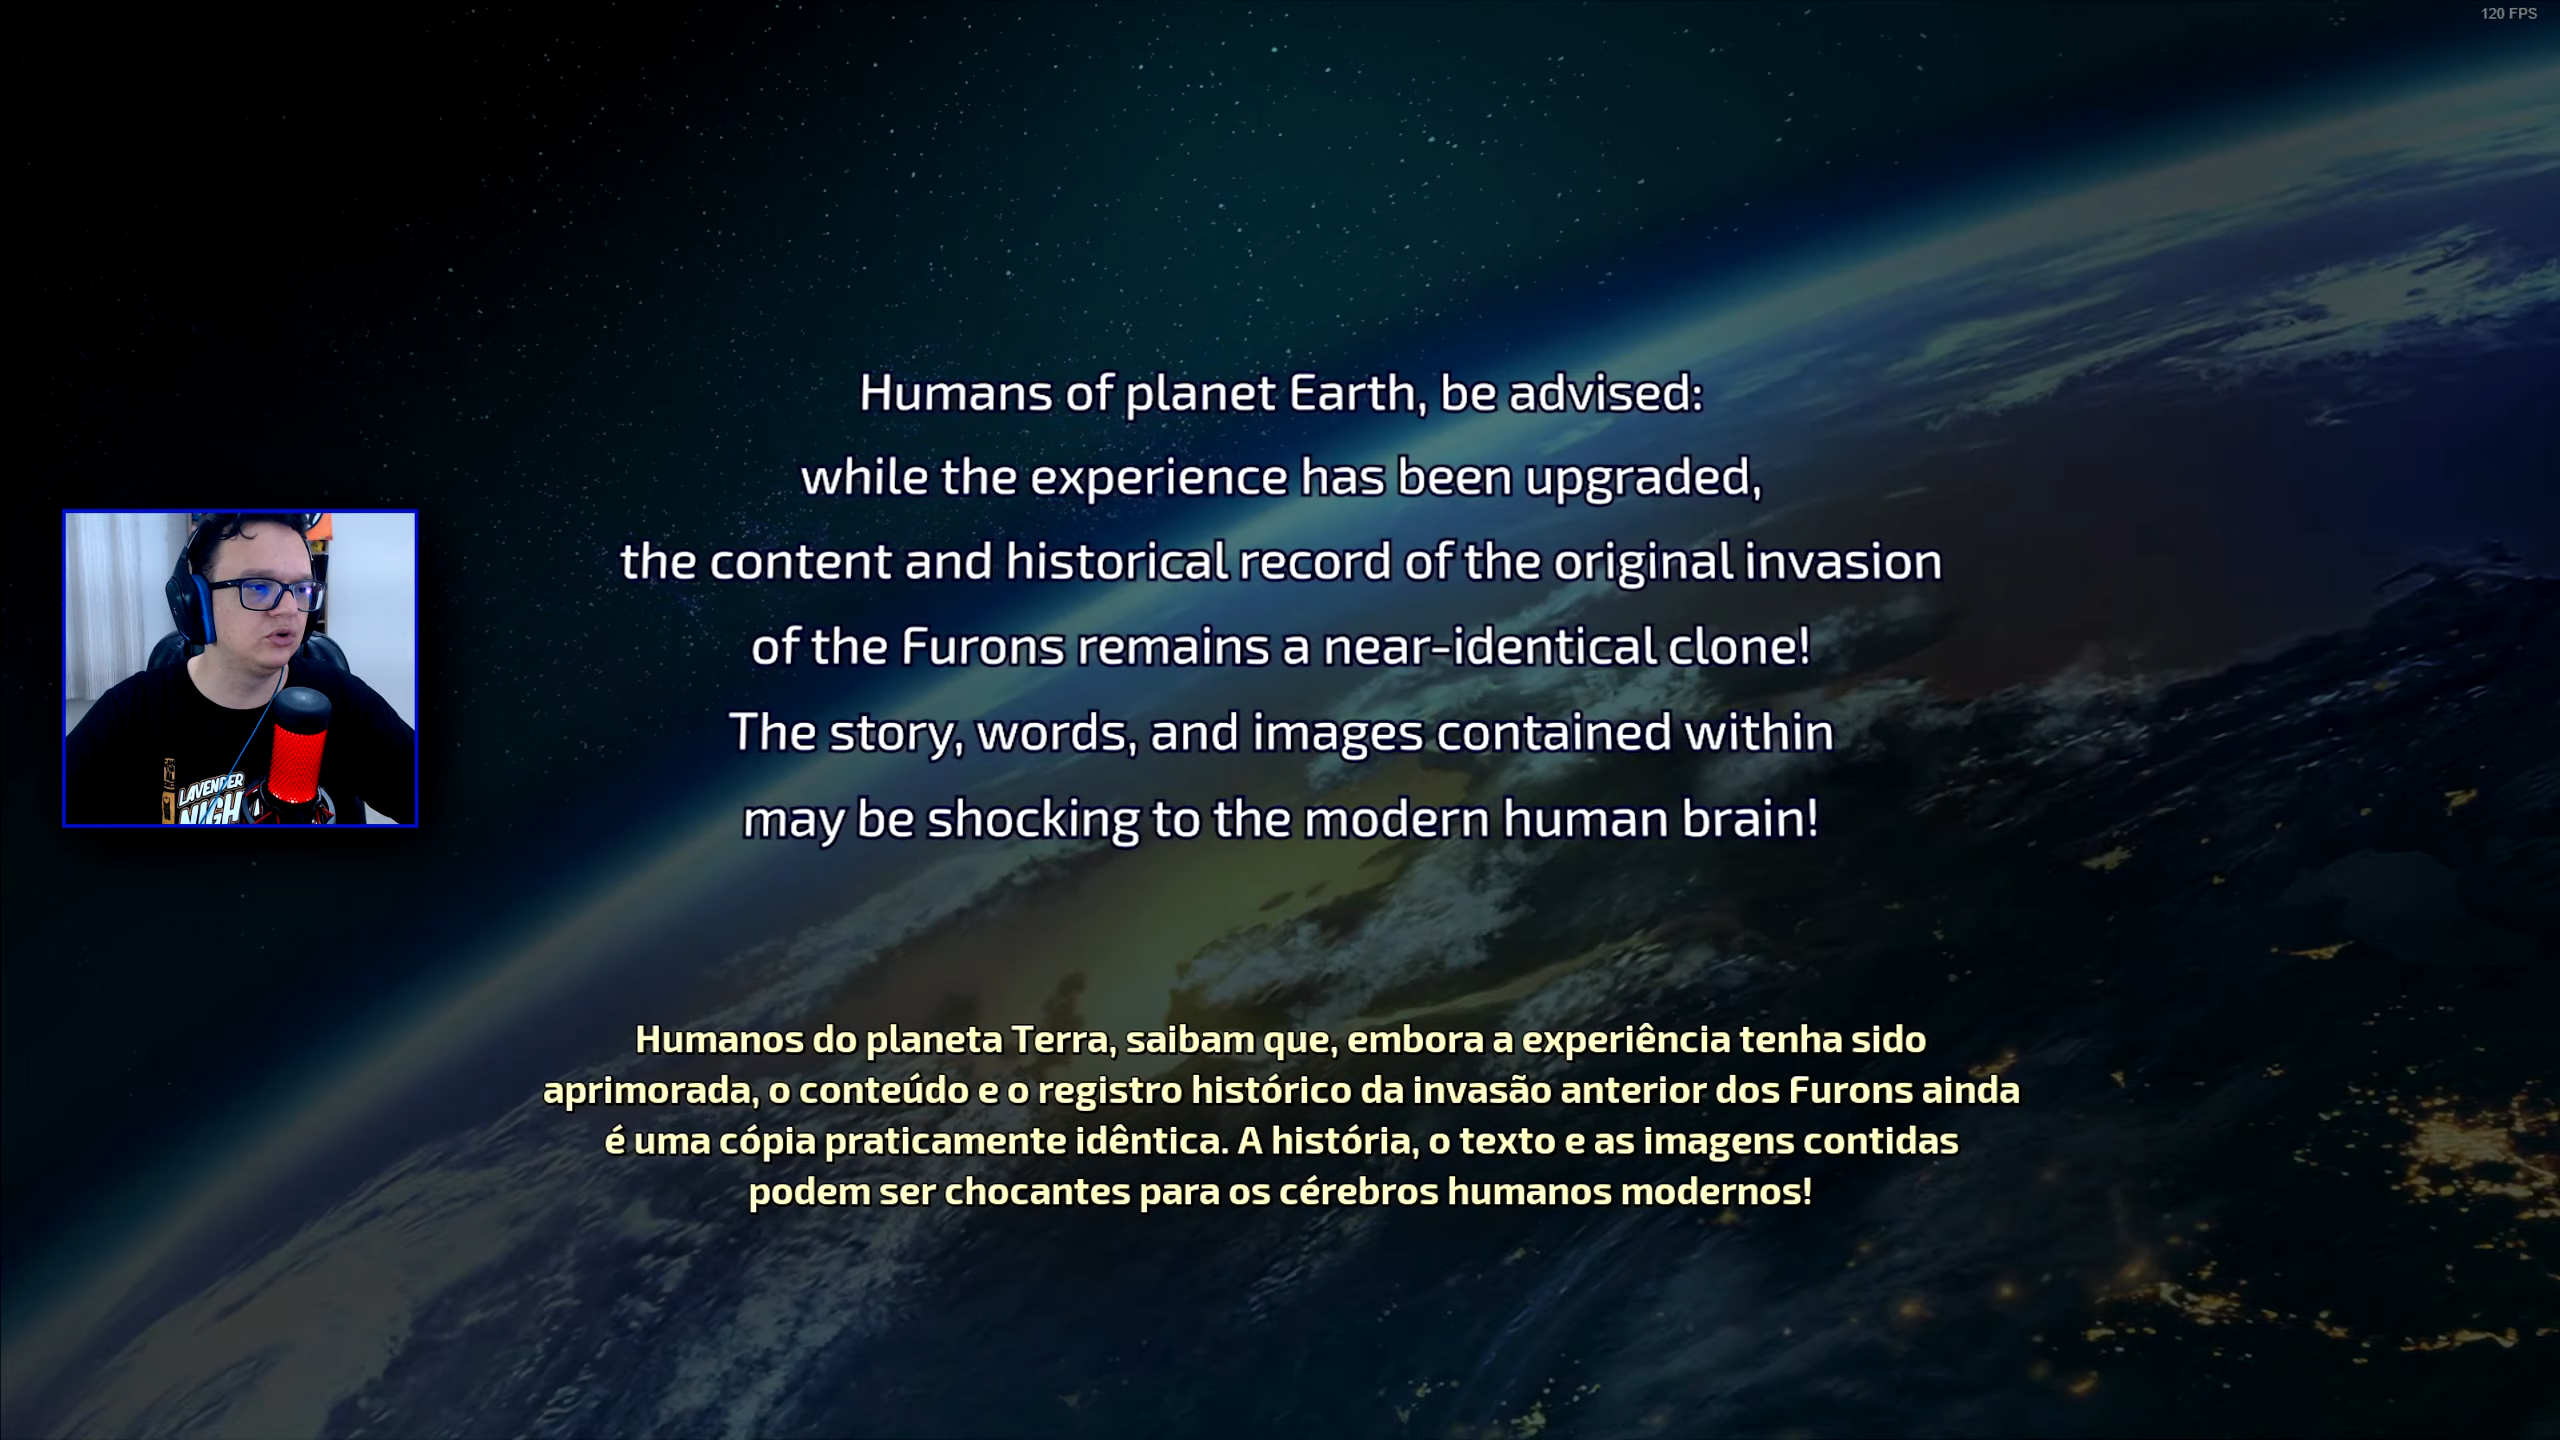 120 FPS
Humans of planet Earth, be advised:
while the experience has been upgraded,
the content and historical record of the original invasion
of the Furons remains a near-identical clone!
The story, words, and images contained within
may be shocking to the modern human brain!
LAVENDER
Humanos do planeta Terra, saibam que, embora a experiência tenha sido
aprimorada, o conteúdo e o registro histórico da invasão anterior dos Furons ainda
é uma cópia praticamente idêntica. A história, o texto e as imagens contidas
podem ser chocantes para os cérebros humanos modernos!